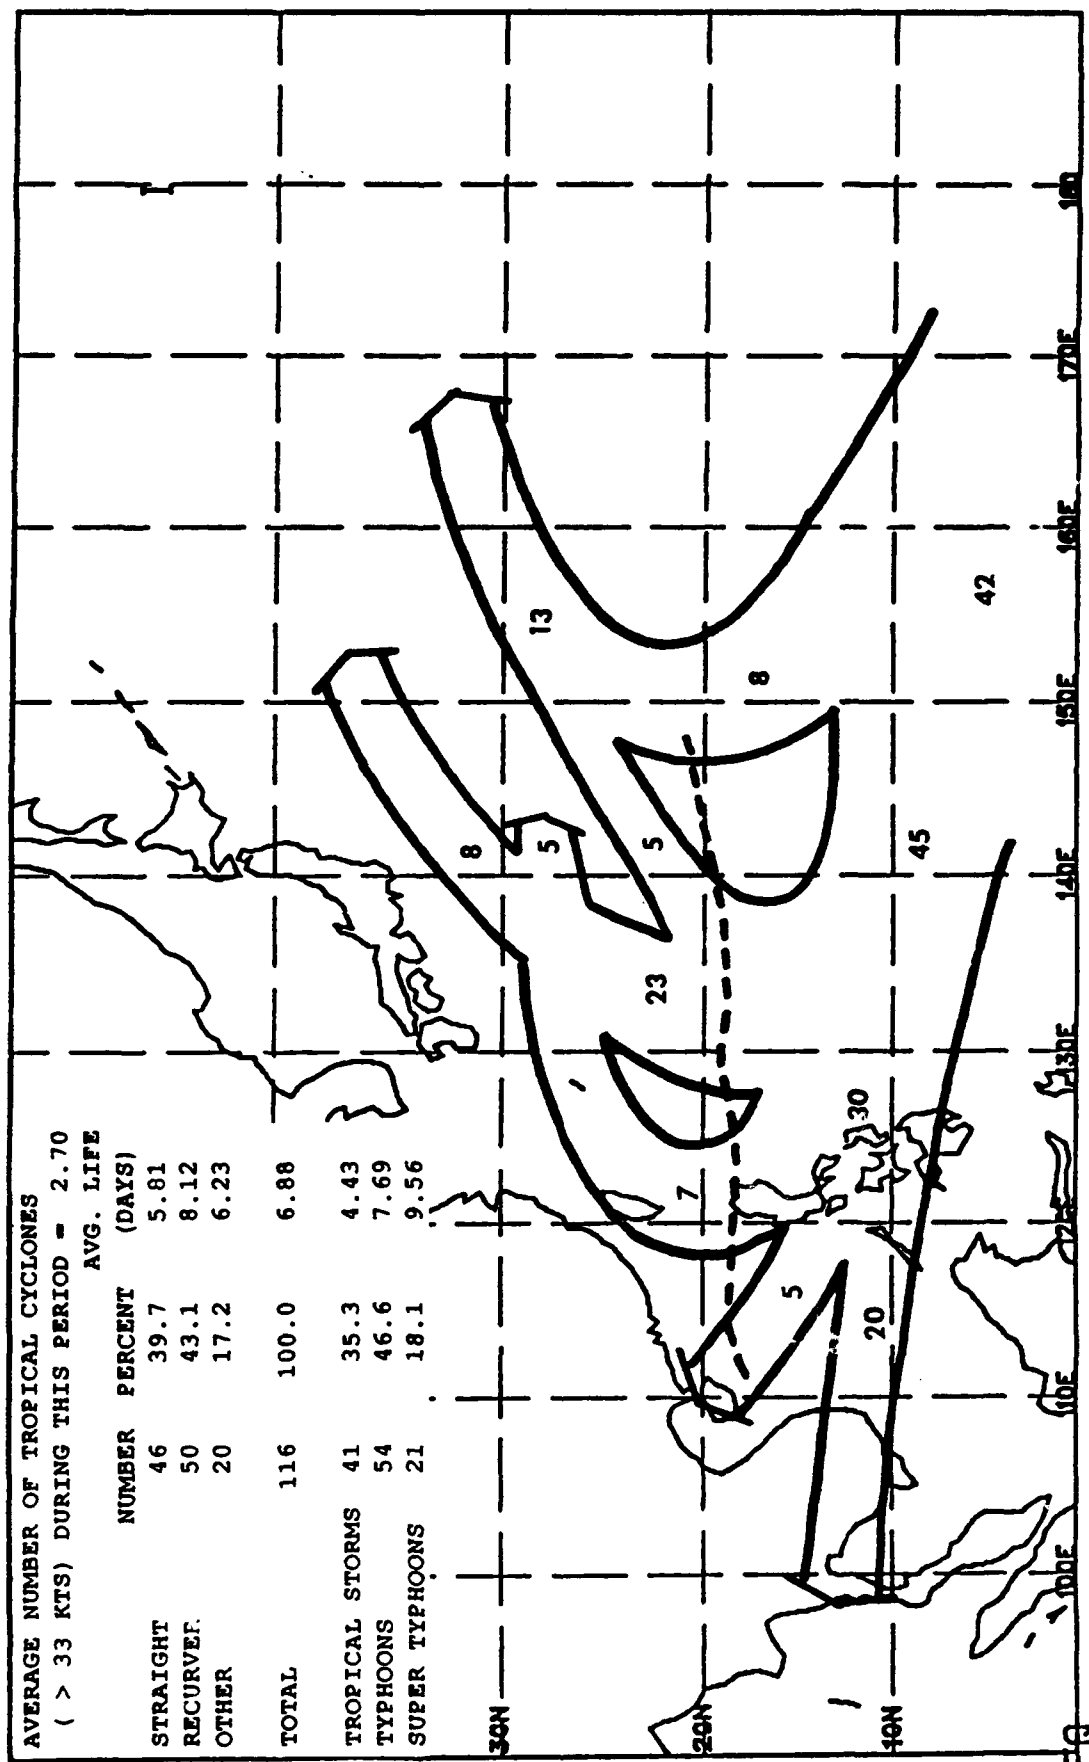 AVERAGE NUMBER OF TROPICAL CYCLONES
( > 33 KTS) DURING THIS PERIOD = 2.70
AVG. LIFE
NUMBER PERCENT (DAYS)
STRAIGHT 46 39.7 5.81
RECURVER 50 43.1 8.12
OTHER 20 17.2 6.23
TOTAL 116 100.0 6.88
TROPICAL STORMS 41 35.3 4.43
TYPHOONS 54 46.6 7.69
SUPER TYPHOONS 21 18.1 9.56
8
5
13
30N
23
5
7
8
20N
5
30
45
42
20
10N
100E
130E
140E
150E
160E
170E
180